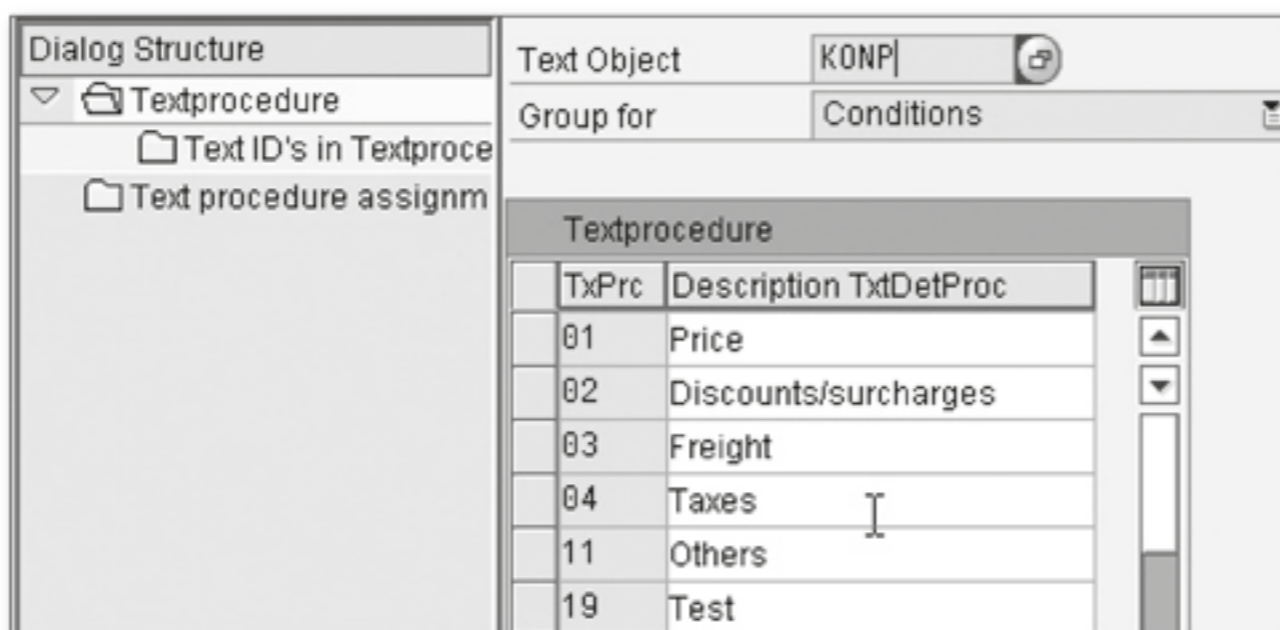 Dialog Structure
Textprocedure
Text ID's in Textproce
Text procedure assignm
Text Object KONP
Group for Conditions
Textprocedure
TxPrc Description TxtDetProc
01 Price
02 Discounts/surcharges
03 Freight
04 Taxes
11 Others
19 Test